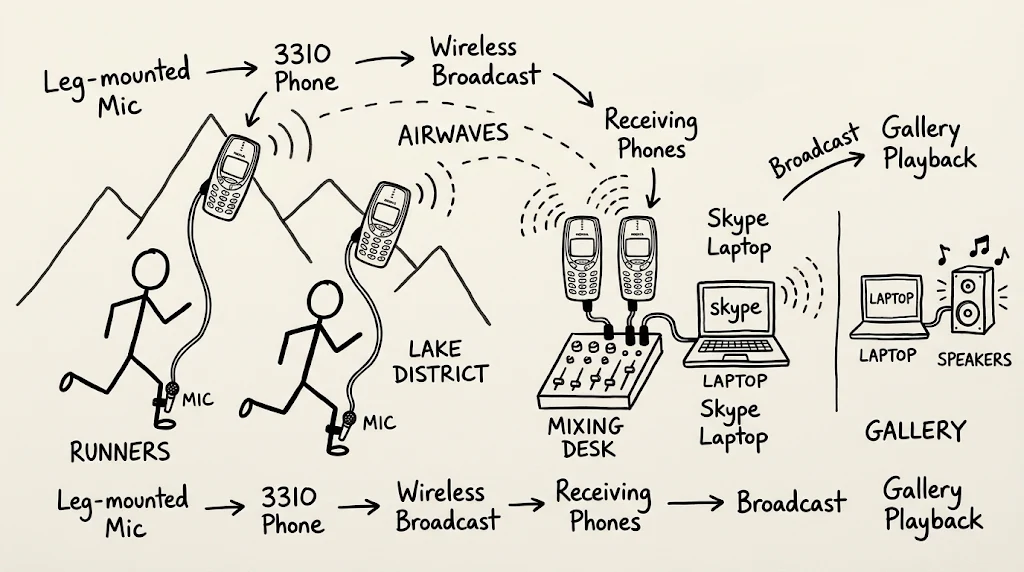 Leg-mounted
Mic
3310
Phone
Wireless
Broadcast
AIRWAVES
Receiving
Phones
Broadcast
Gallery
Playback
Skype
Laptop
skype
LAPTOP
LAPTOP
SPEAKERS
LAKE
DISTRICT
MIC
MIC
RUNNERS
MIXING
DESK
LAPTOP
Skype
Laptop
GALLERY
Leg-mounted
Mic
3310
Phone
Wireless
Broadcast
Receiving
Phones
Broadcast
Gallery
Playback